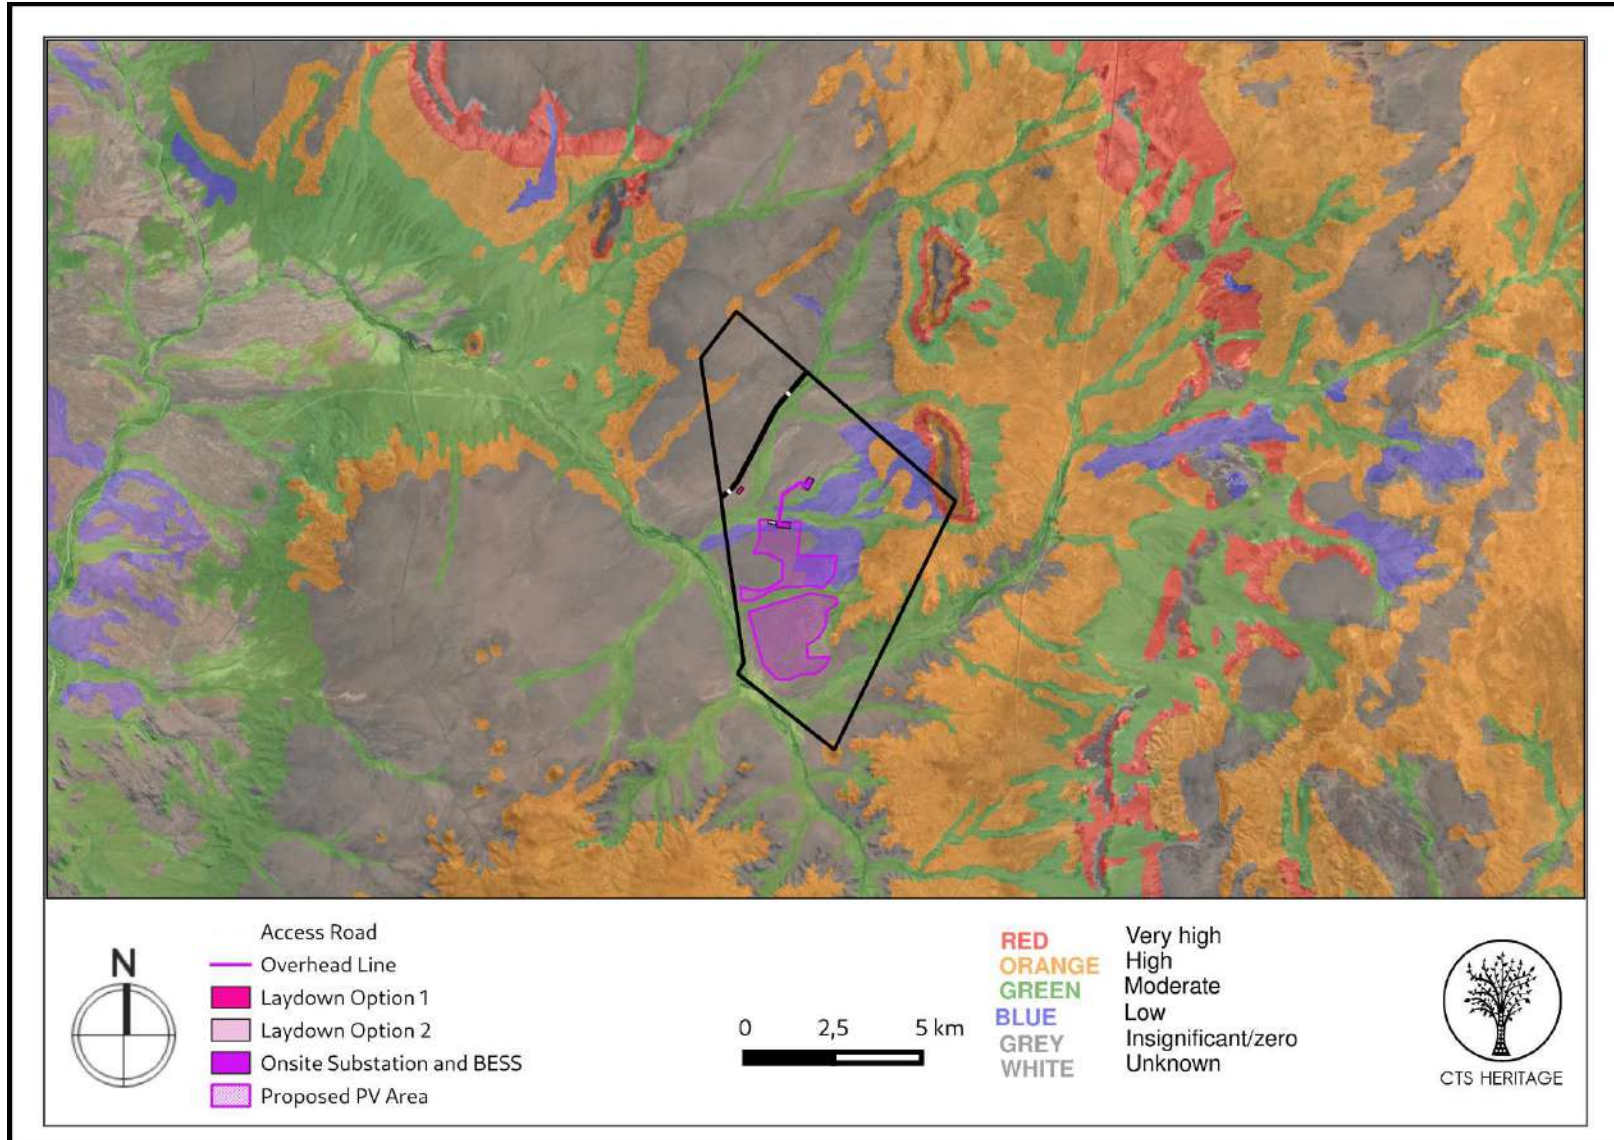 N
Access Road
Overhead Line
Laydown Option 1
Laydown Option 2
Onsite Substation and BESS
Proposed PV Area
0 2,5 5 km
RED Very high
ORANGE High
GREEN Moderate
BLUE Low
GREY Insignificant/zero
WHITE Unknown
CTS HERITAGE